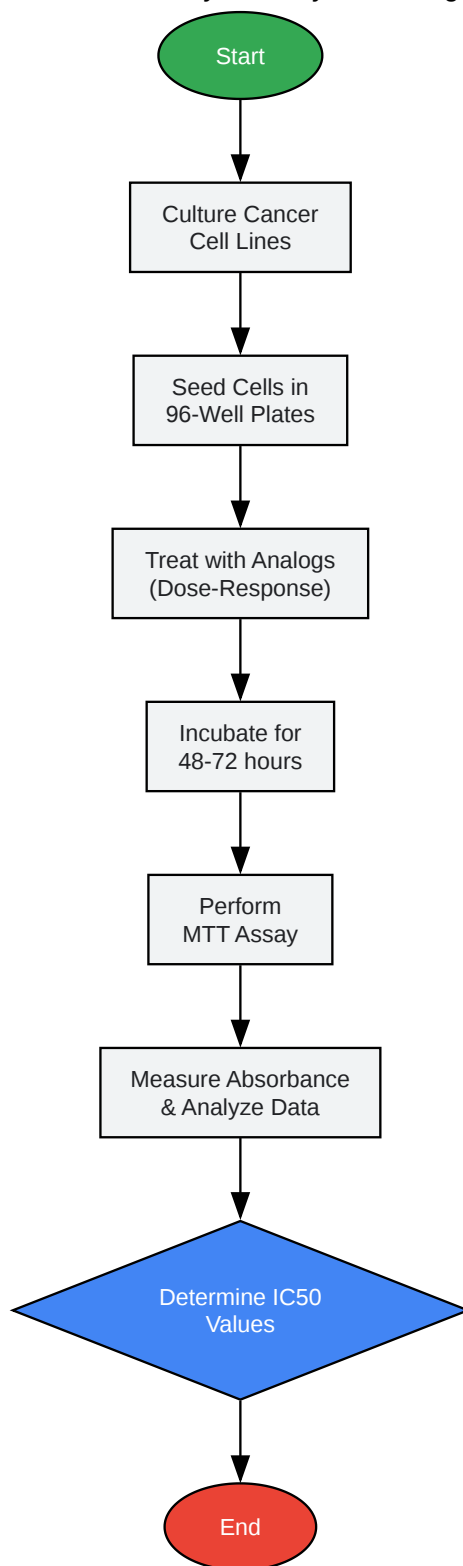 Start
Culture Cancer
Cell Lines
Seed Cells in
96-Well Plates
Treat with Analogs
(Dose-Response)
Incubate for
48-72 hours
Perform
MTT Assay
Measure Absorbance
& Analyze Data
Determine IC50
Values
End